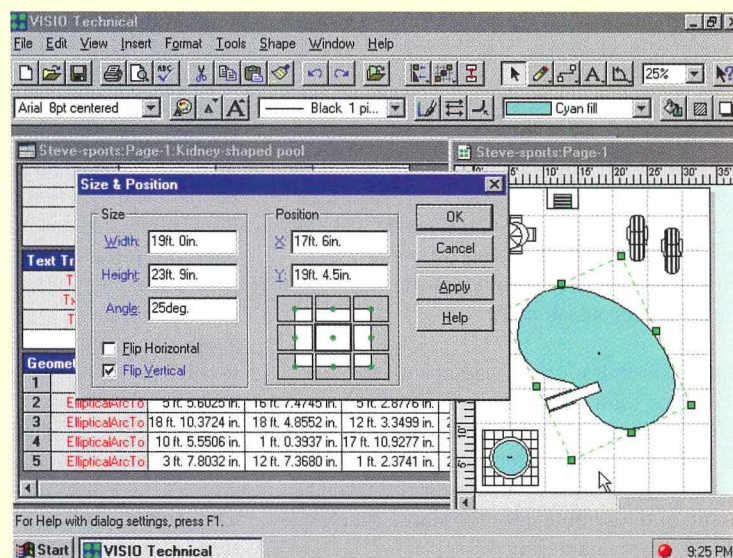 VISIO Technical
File Edit View Insert Format Tools Shape Window Help
ABC 25%
Arial 8pt centered Black 1 pi... Cyan fill
Steve-sports:Page-1:Kidney-shaped pool
Steve-sports:Page-1
0' 5' 10' 15' 20' 25' 30' 35'
Size & Position
Size
Width: 19ft. 0in.
Height: 23ft. 9in.
Angle: 25deg.
Flip Horizontal
Flip Vertical
Position
X: 17ft. 6in.
Y: 19ft. 4.5in.
OK
Cancel
Apply
Help
Text Tr
T
Tx
T
Geomet
1
2 EllipticalArcTo 5 ft. 5.6025 in. 16 ft. 7.4745 in. 5 ft. 2.8776 in.
3 EllipticalArcTo 18 ft. 10.3724 in. 18 ft. 4.8552 in. 12 ft. 3.3499 in.
4 EllipticalArcTo 10 ft. 5.5506 in. 1 ft. 0.3937 in. 17 ft. 10.9277 in.
5 EllipticalArcTo 3 ft. 7.8032 in. 12 ft. 7.3680 in. 1 ft. 2.3741 in.
10'
5'
For Help with dialog settings, press F1.
Start VISIO Technical 9:25 PM